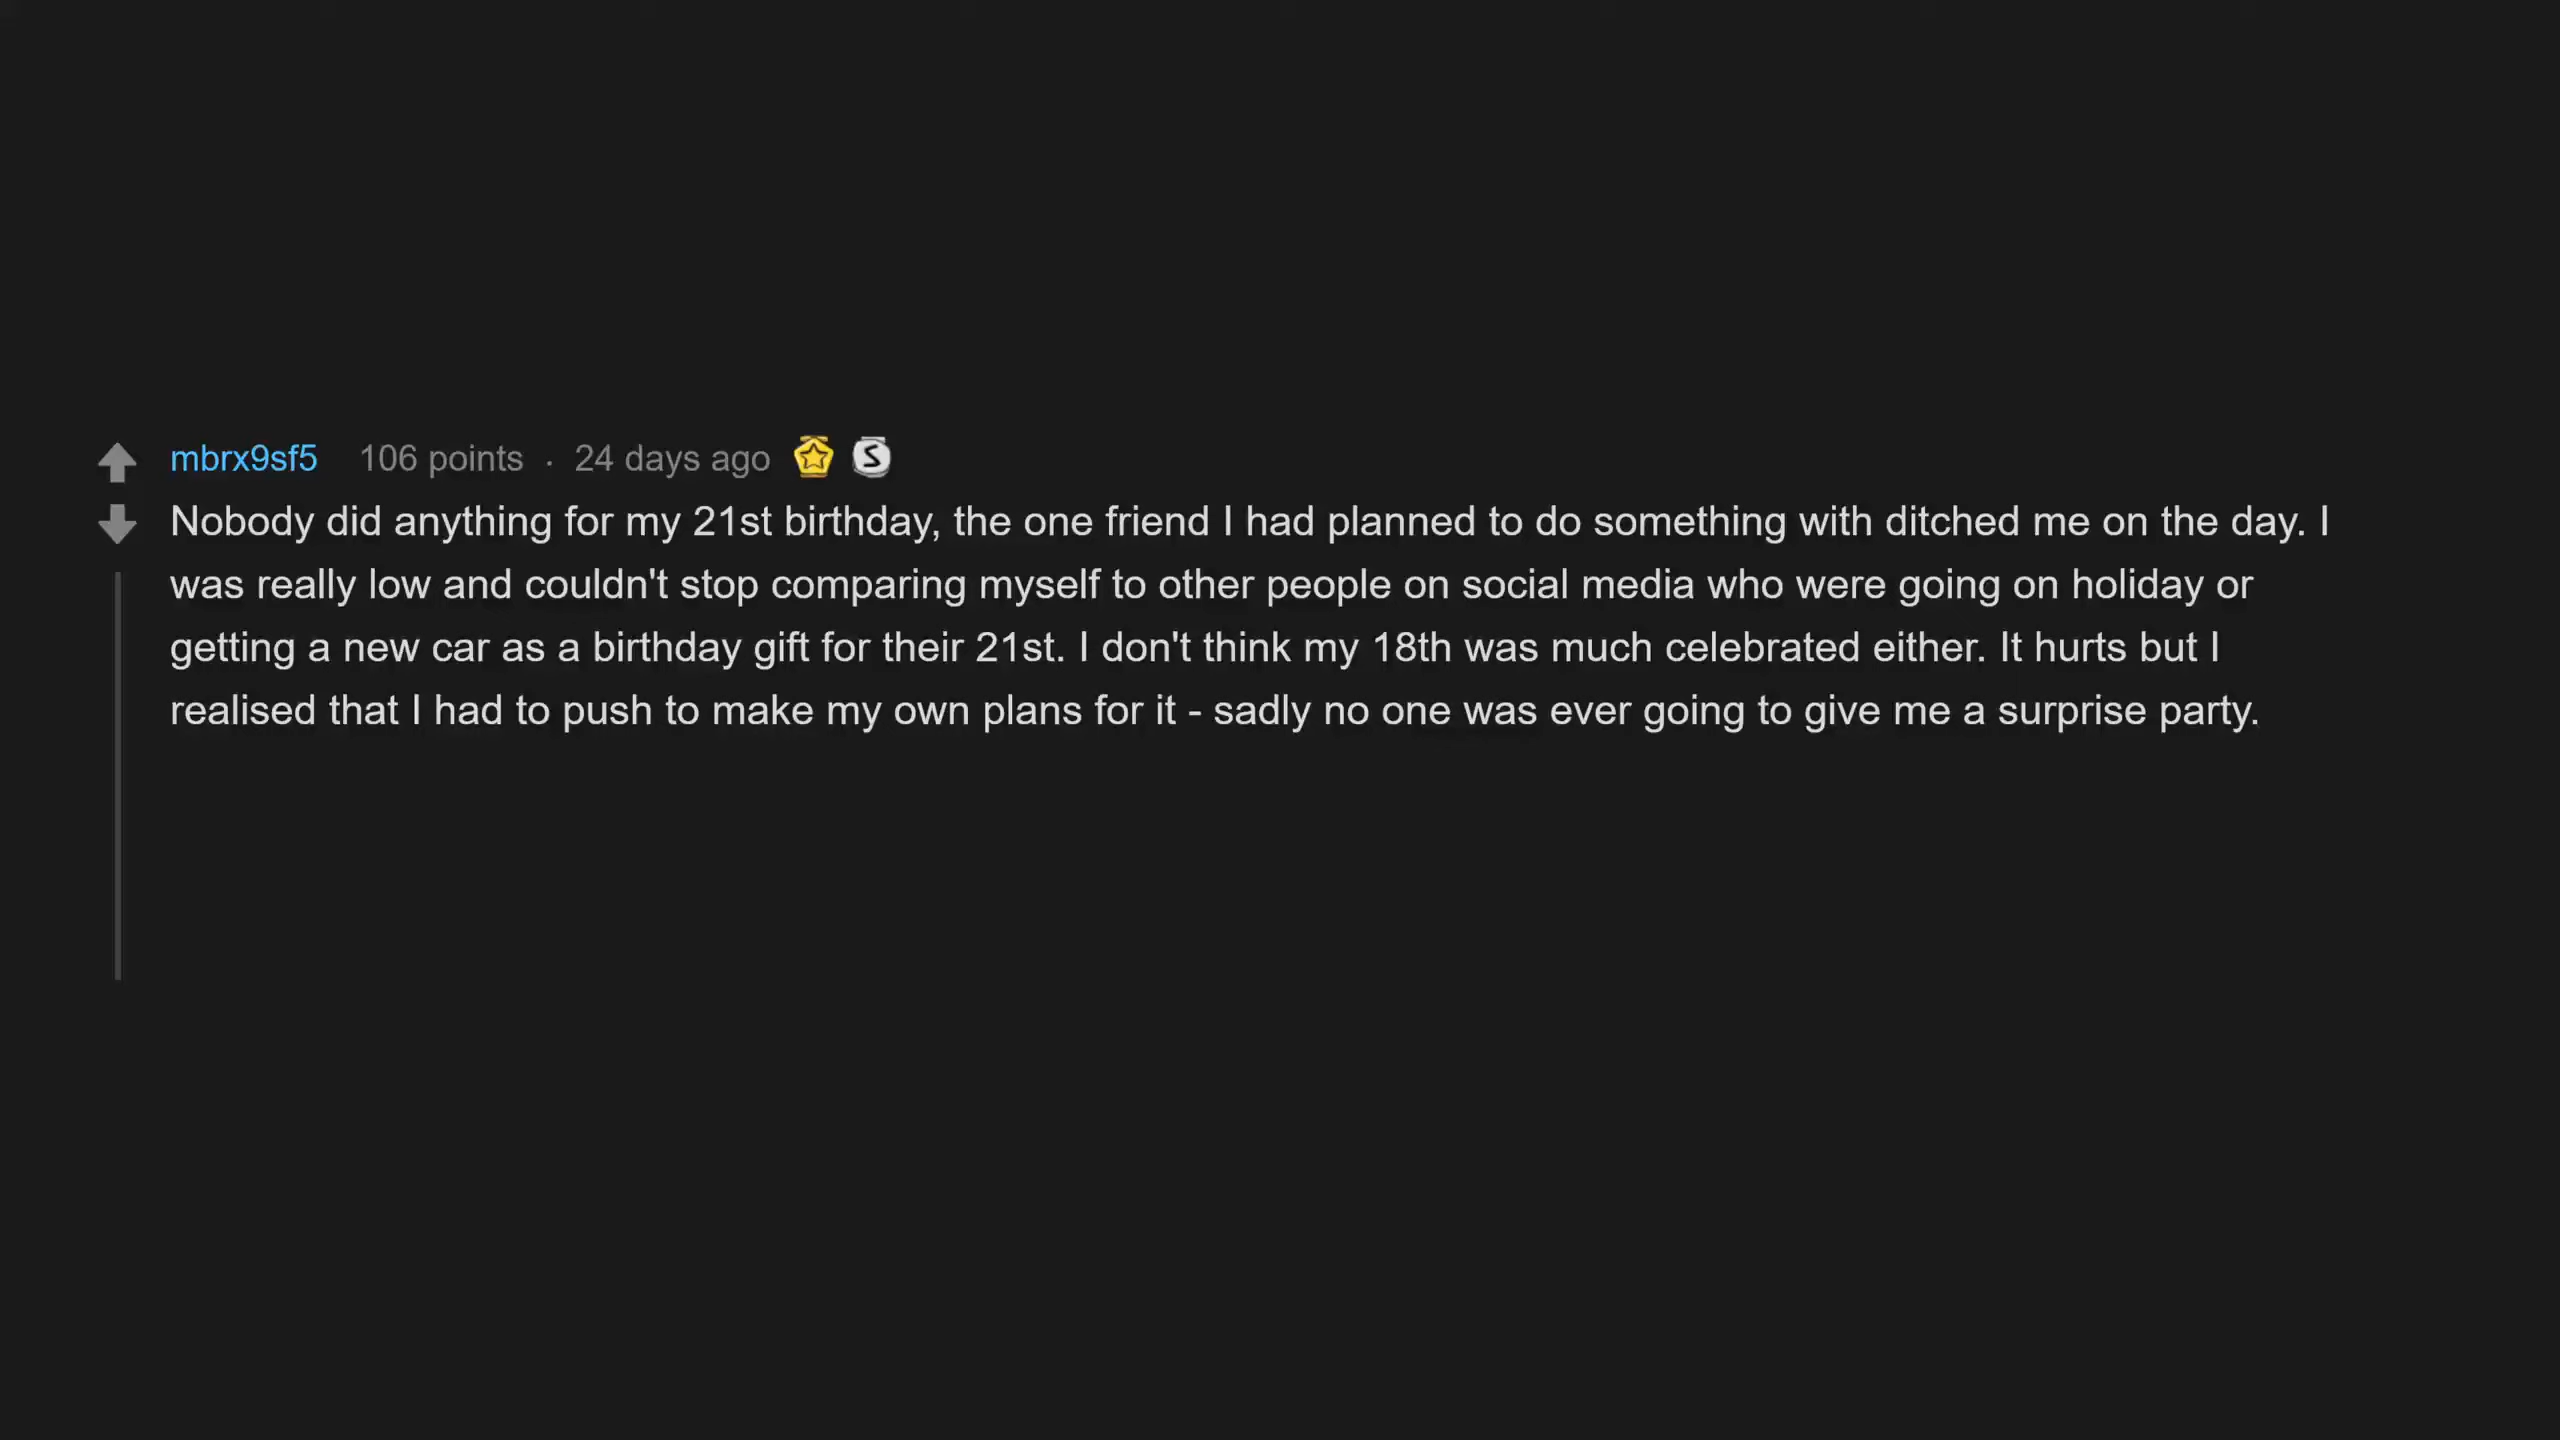 mbrx9sf5 106 points · 24 days ago S
Nobody did anything for my 21st birthday, the one friend I had planned to do something with ditched me on the day. I
was really low and couldn't stop comparing myself to other people on social media who were going on holiday or
getting a new car as a birthday gift for their 21st. I don't think my 18th was much celebrated either. It hurts but I
realised that I had to push to make my own plans for it - sadly no one was ever going to give me a surprise party.